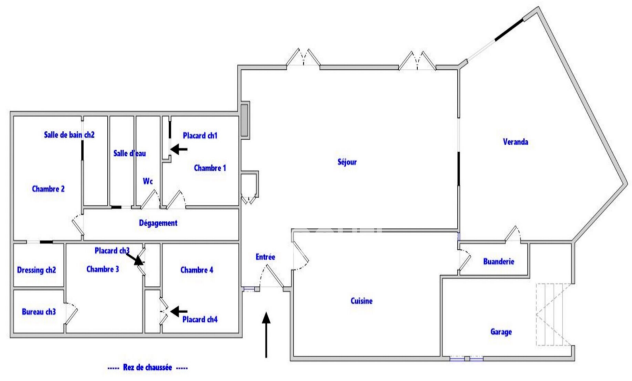 Salle de bain ch2
Placard ch1
Salle d'eau
Veranda
Séjour
Chambre 1
Wc
Chambre 2
Dégagement
Placard ch3
Entrée
Buanderie
Dressing ch2
Chambre 3
Chambre 4
Cuisine
Bureau ch3
Placard ch4
Garage
----- Rez de chaussée -----